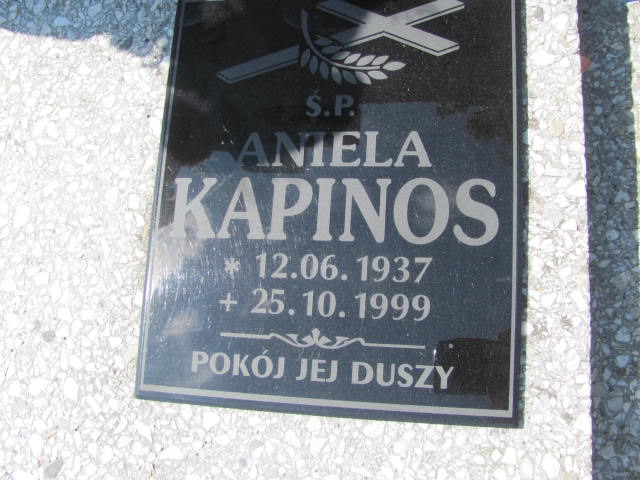 Ś.P.
ANIELA
KAPINOS
* 12.06.1937
+ 25.10.1999
POKÓJ JEJ DUSZY